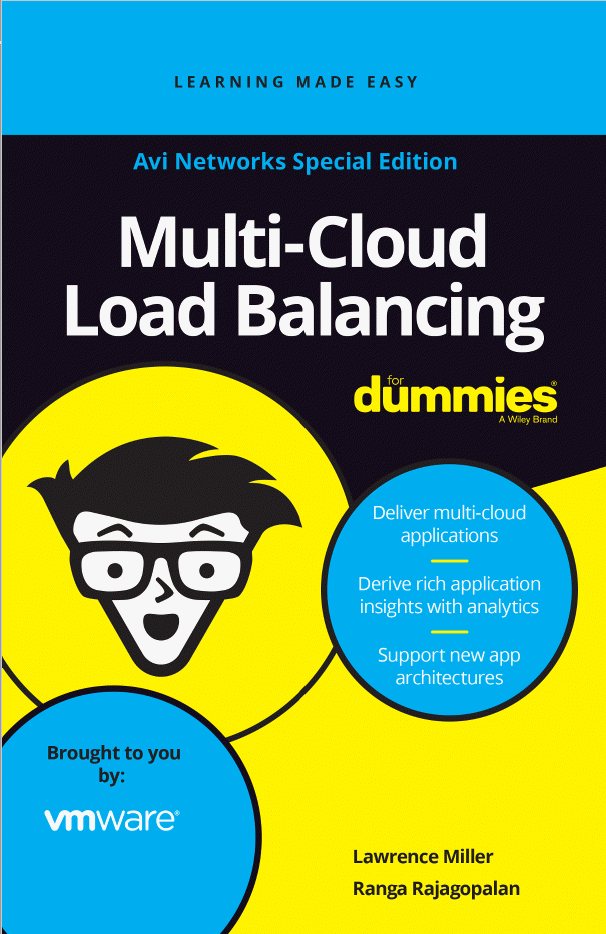 LEARNING MADE EASY
Avi Networks Special Edition
Multi-Cloud
Load Balancing
for
dummies®
A Wiley Brand
Deliver multi-cloud
applications
Derive rich application
insights with analytics
Support new app
architectures
Brought to you
by:
vmware®
Lawrence Miller
Ranga Rajagopalan